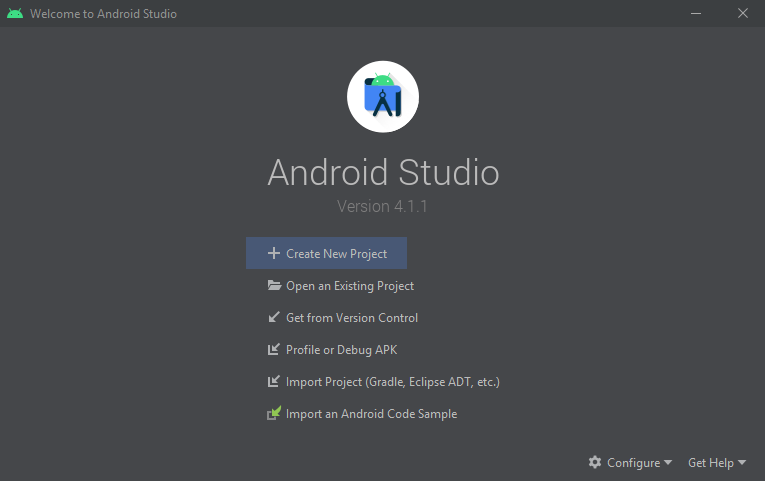 Welcome to Android Studio
Android Studio
Version 4.1.1
Create New Project
Open an Existing Project
Get from Version Control
Profile or Debug APK
Import Project (Gradle, Eclipse ADT, etc.)
Import an Android Code Sample
Configure Get Help